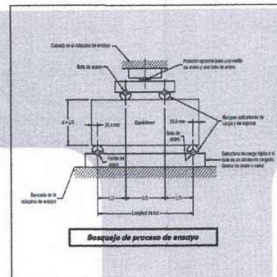 Cabeza de la máquina de ensayo
Posición opcional para una varilla
de acero y una bola de acero
Bola de acero
25.4 mm
Espécimen
25.4 mm
Bloques aplicadores de
carga y de soporte
d = L/3
Bola de
acero
Varilla de
acero
Bancada de la
máquina de ensayo
L/3
L/3
L/3
Longitud de luz
Bosquejo de proceso de ensayo